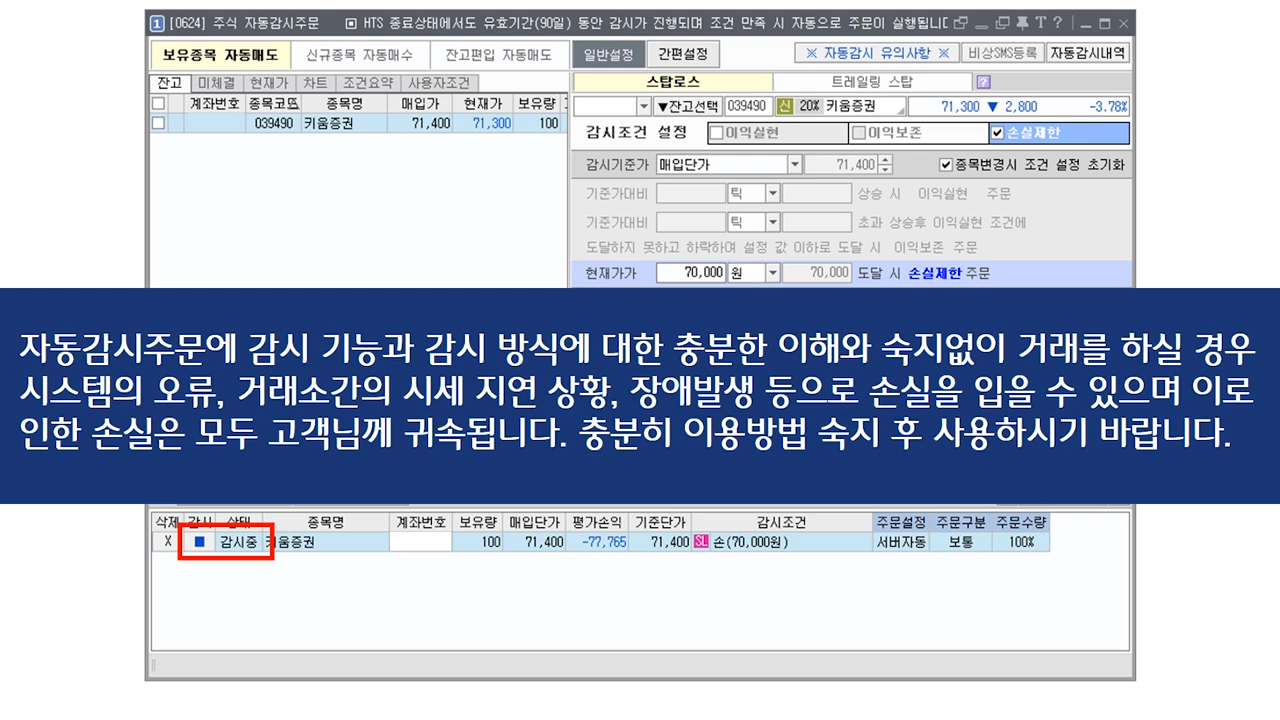 1 [0624] 주식 자동감시주문 ▣ HTS 종료상태에서도 유효기간(90일) 동안 감시가 진행되며 조건 만족 시 자동으로 주문이 실행됩니다
보유종목 자동매도 신규종목 자동매수 잔고편입 자동매도 일반설정 간편설정 ※ 자동감시 유의사항 ※ 비상SMS등록 자동감시내역
잔고 미체결 현재가 차트 조건요약 사용자조건 스탑로스 트레일링 스탑 ?
계좌번호 종목코드 종목명 매입가 현재가 보유량
039490 키움증권 71,400 71,300 100
▼잔고선택 039490 신 20% 키움증권 71,300 ▼ 2,800 -3.78%
감시조건 설정 이익실현 이익보존 손실제한
감시기준가 매입단가 71,400 종목변경시 조건 설정 초기화
기준가대비 틱 상승 시 이익실현 주문
기준가대비 틱 초과 상승후 이익실현 조건에
도달하지 못하고 하락하여 설정 값 이하로 도달 시 이익보존 주문
현재가가 70,000 원 70,000 도달 시 손실제한 주문
자동감시주문에 감시 기능과 감시 방식에 대한 충분한 이해와 숙지없이 거래를 하실 경우
시스템의 오류, 거래소간의 시세 지연 상황, 장애발생 등으로 손실을 입을 수 있으며 이로
인한 손실은 모두 고객님께 귀속됩니다. 충분히 이용방법 숙지 후 사용하시기 바랍니다.
삭제 감시 상태 종목명 계좌번호 보유량 매입단가 평가손익 기준단가 감시조건 주문설정 주문구분 주문수량
X 감시중 키움증권 100 71,400 -77,765 71,400 SL 손(70,000원) 서버자동 보통 100%